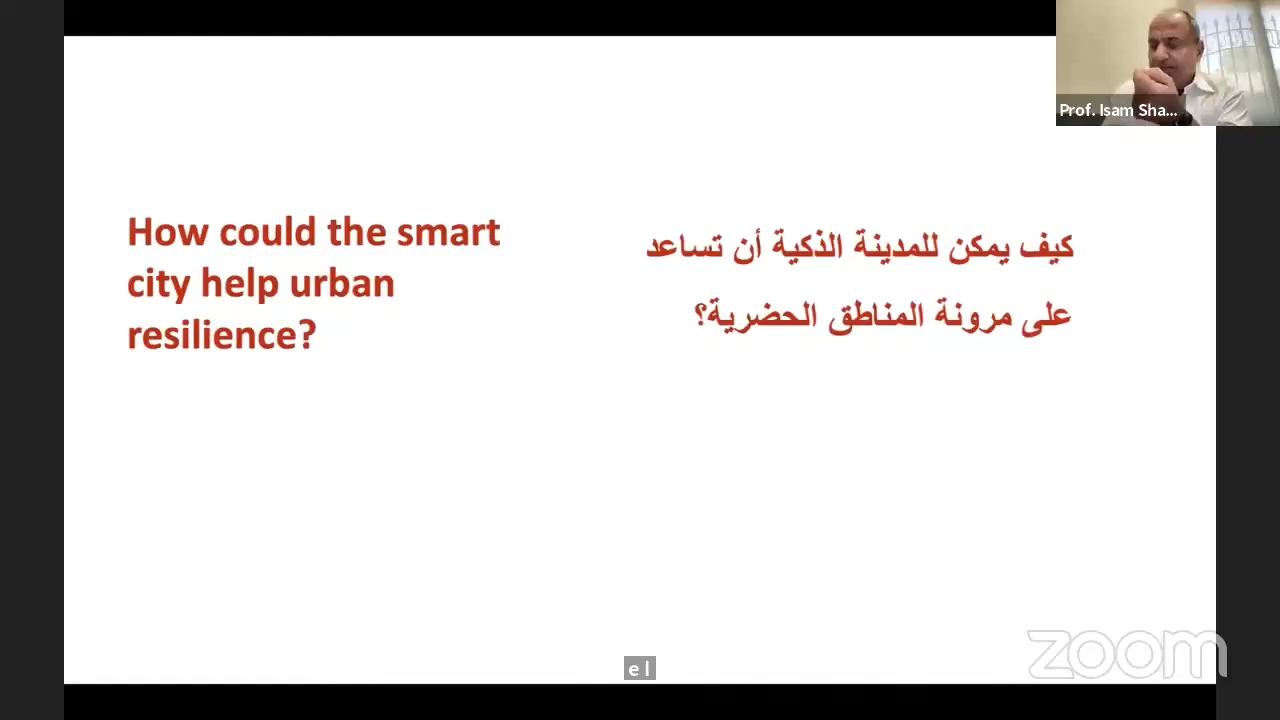 Prof. Isam Sha...
How could the smart
city help urban
resilience?
كيف يمكن للمدينة الذكية أن تساعد
على مرونة المناطق الحضرية؟
zoom
e l